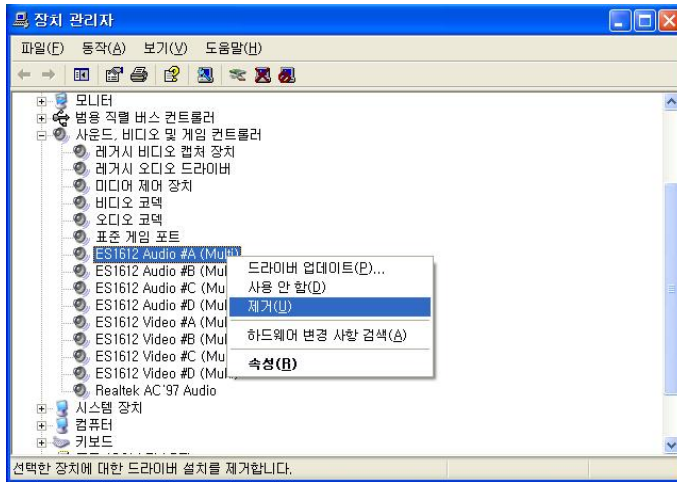 장치 관리자
파일(F) 동작(A) 보기(V) 도움말(H)
모니터
범용 직렬 버스 컨트롤러
사운드, 비디오 및 게임 컨트롤러
레거시 비디오 캡처 장치
레거시 오디오 드라이버
미디어 제어 장치
비디오 코덱
오디오 코덱
표준 게임 포트
ES1612 Audio #A (Multi)
ES1612 Audio #B (Mul
ES1612 Audio #C (Mu
ES1612 Audio #D (Mul
ES1612 Video #A (Mul
ES1612 Video #B (Mul
ES1612 Video #C (Mu
ES1612 Video #D (Mul
Realtek AC'97 Audio
시스템 장치
컴퓨터
키보드
드라이버 업데이트(P)...
사용 안 함(D)
제거(U)
하드웨어 변경 사항 검색(A)
속성(R)
선택한 장치에 대한 드라이버 설치를 제거합니다.